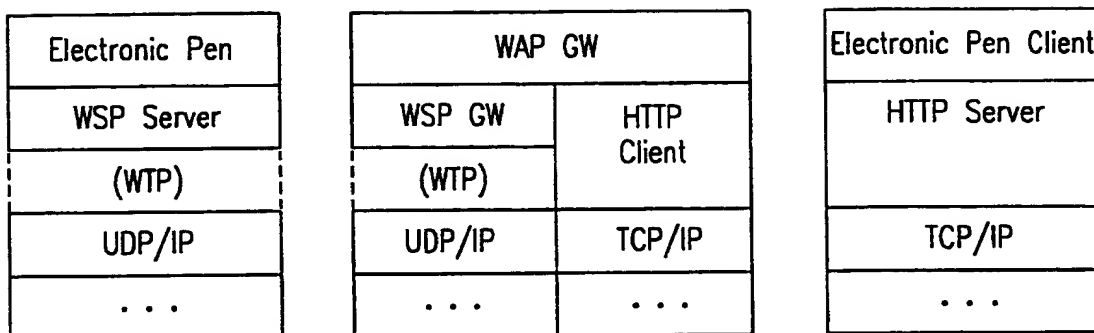 Electronic Pen
WSP Server
(WTP)
UDP/IP
. . .
WAP GW
WSP GW
(WTP)
UDP/IP
. . .
HTTP
Client
TCP/IP
. . .
Electronic Pen Client
HTTP Server
TCP/IP
. . .